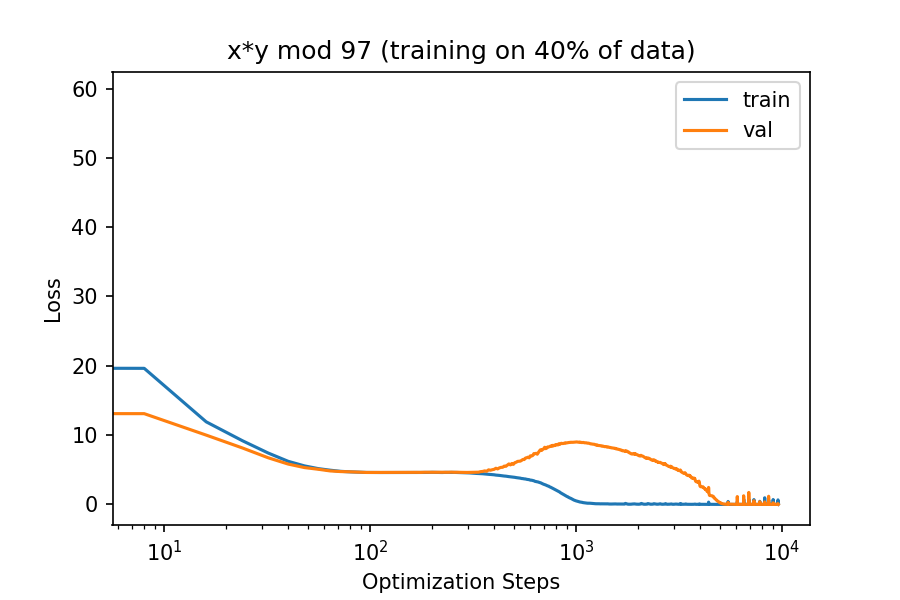 x*y mod 97 (training on 40% of data)
train
val
60
50
40
30
20
10
0
Loss
10¹
10²
10³
10⁴
Optimization Steps